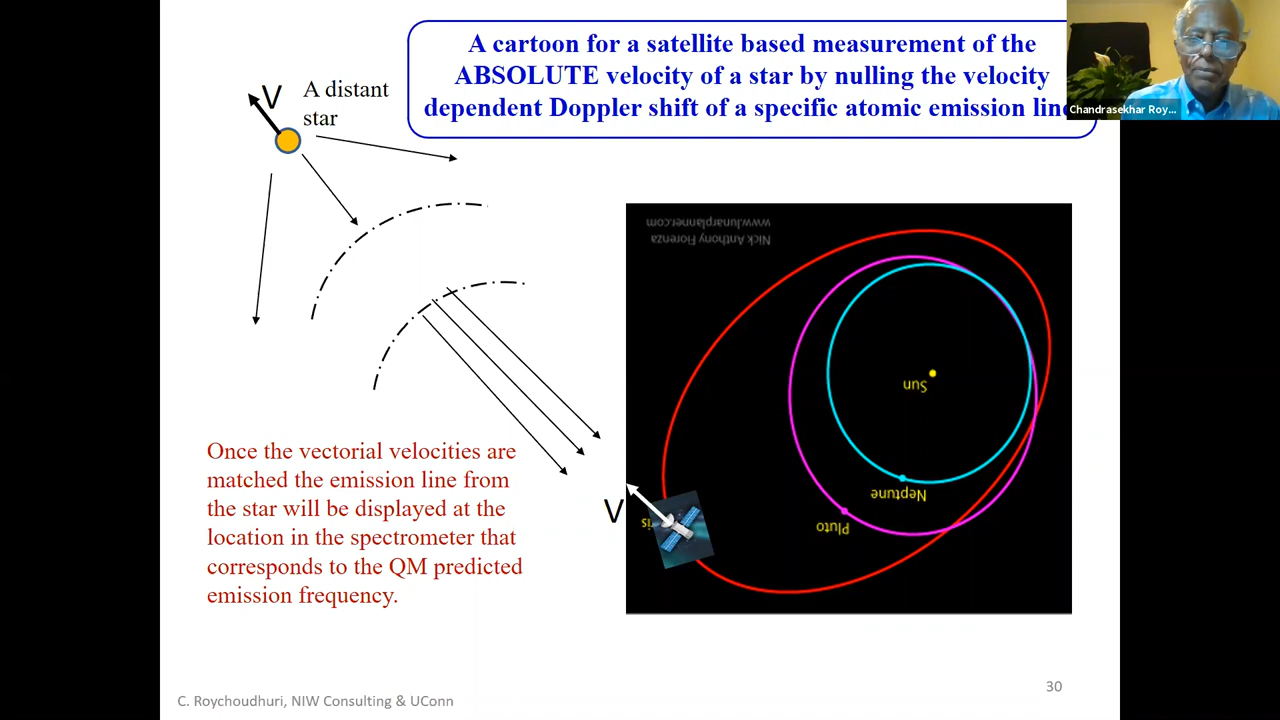 A cartoon for a satellite based measurement of the
ABSOLUTE velocity of a star by nulling the velocity
dependent Doppler shift of a specific atomic emission line
Chandrasekhar Roy...
V
A distant
star
www.lunarplanner.com
Nick Anthony Fiorenza
Sun
Neptune
Pluto
V
is
Once the vectorial velocities are
matched the emission line from
the star will be displayed at the
location in the spectrometer that
corresponds to the QM predicted
emission frequency.
C. Roychoudhuri, NIW Consulting & UConn
30